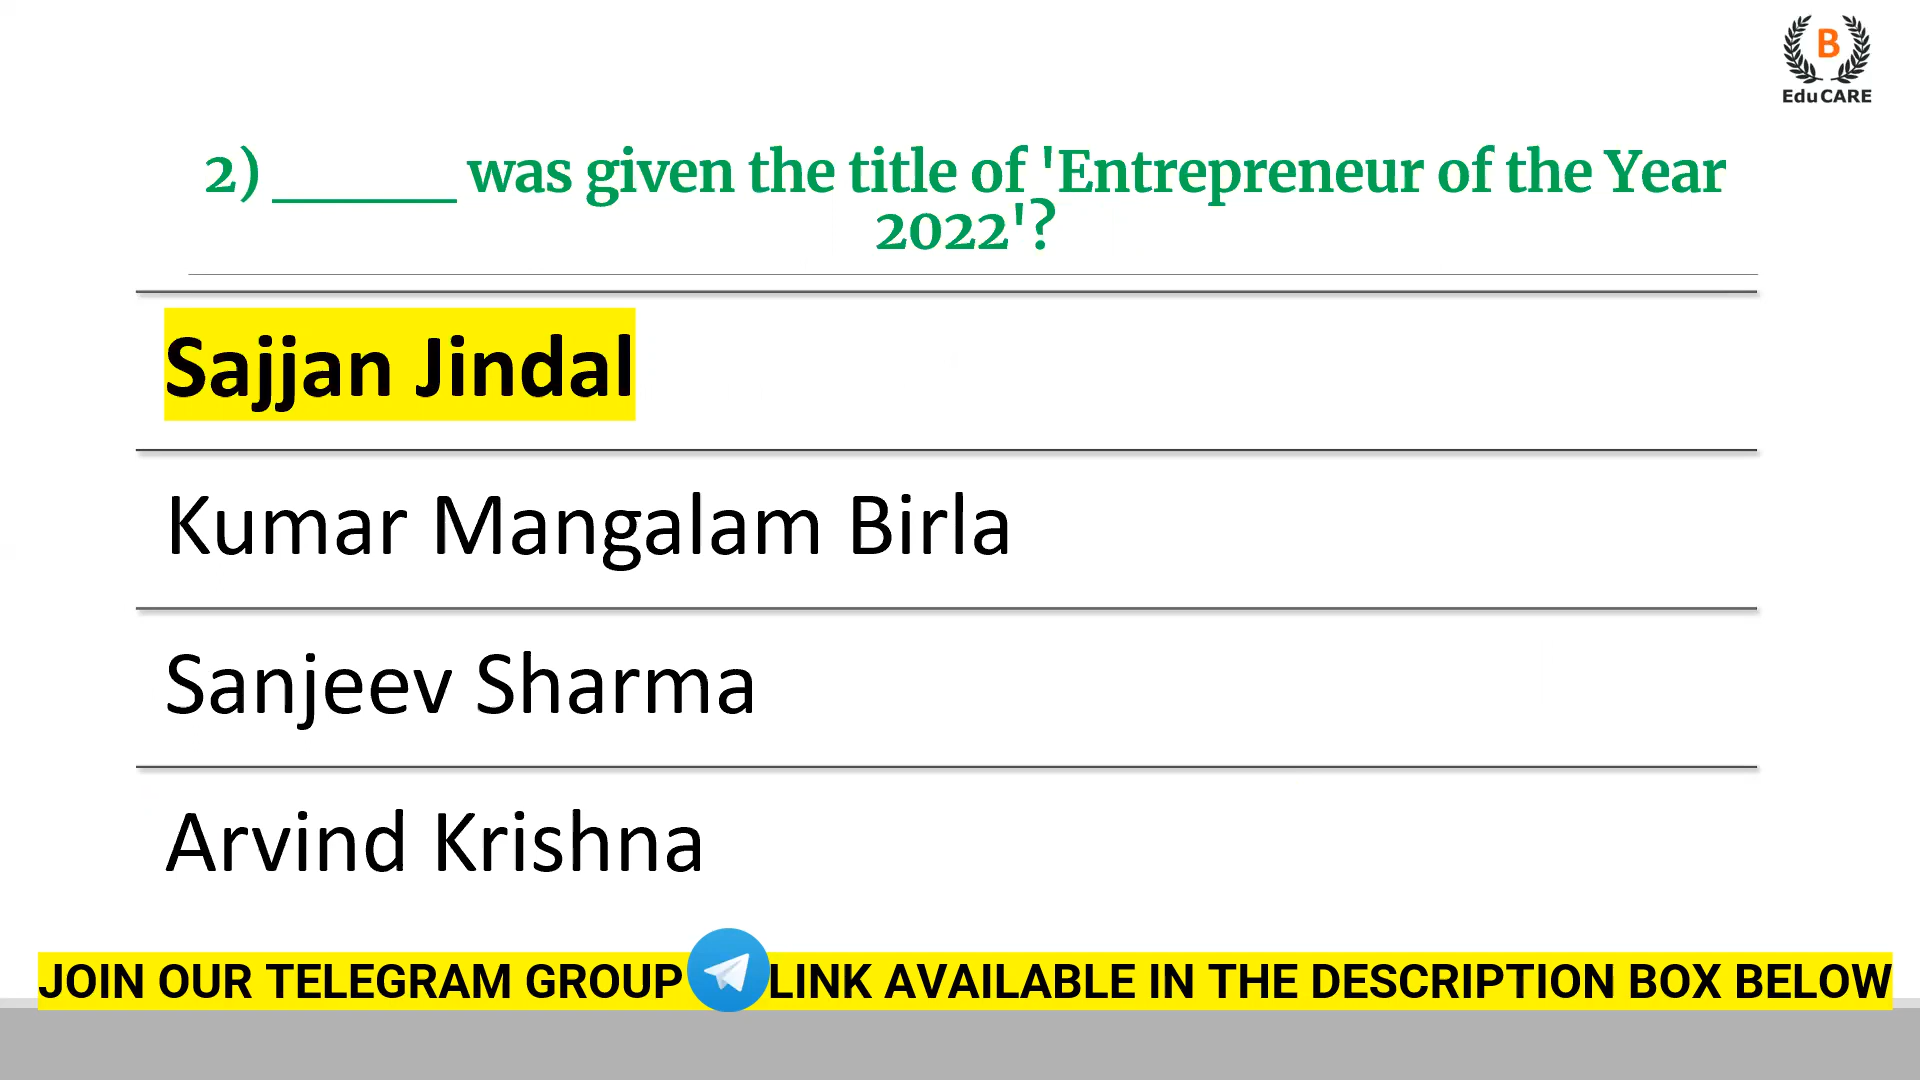 B
EduCARE
2) _____ was given the title of 'Entrepreneur of the Year
2022'?
Sajjan Jindal
Kumar Mangalam Birla
Sanjeev Sharma
Arvind Krishna
JOIN OUR TELEGRAM GROUP LINK AVAILABLE IN THE DESCRIPTION BOX BELOW